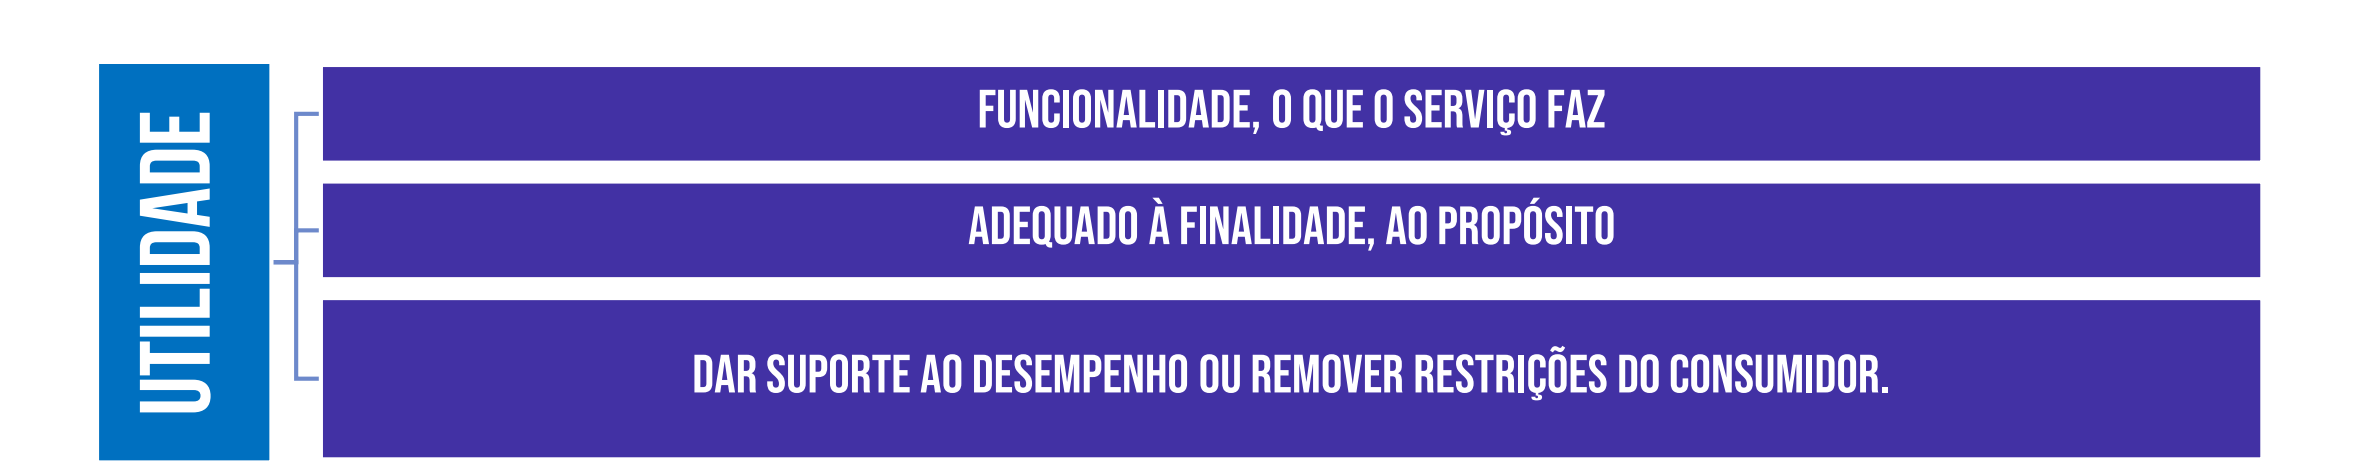 UTILIDADE
FUNCIONALIDADE, O QUE O SERVIÇO FAZ
ADEQUADO À FINALIDADE, AO PROPÓSITO
DAR SUPORTE AO DESEMPENHO OU REMOVER RESTRIÇÕES DO CONSUMIDOR.